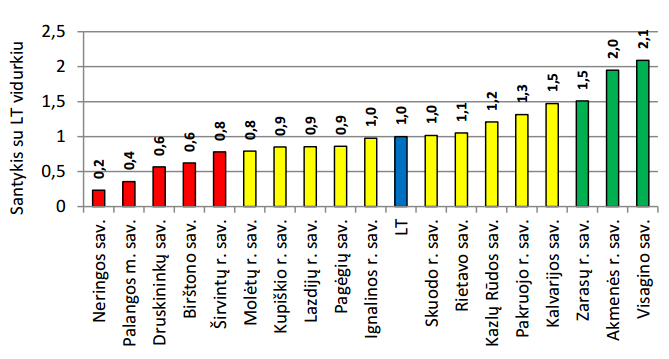 Santykis su LT vidurkiu
2,5
2
1,5
1
0,5
0
0,2
0,4
0,6
0,6
0,8
0,8
0,9
0,9
0,9
1,0
1,0
1,0
1,1
1,2
1,3
1,5
1,5
2,0
2,1
Neringos sav.
Palangos m. sav.
Druskininkų sav.
Birštono sav.
Širvintų r. sav.
Molėtų r. sav.
Kupiškio r. sav.
Lazdijų r. sav.
Pagėgių sav.
Ignalinos r. sav.
LT
Skuodo r. sav.
Rietavo sav.
Kazlų Rūdos sav.
Pakruojo r. sav.
Kalvarijos sav.
Zarasų r. sav.
Akmenės r. sav.
Visagino sav.